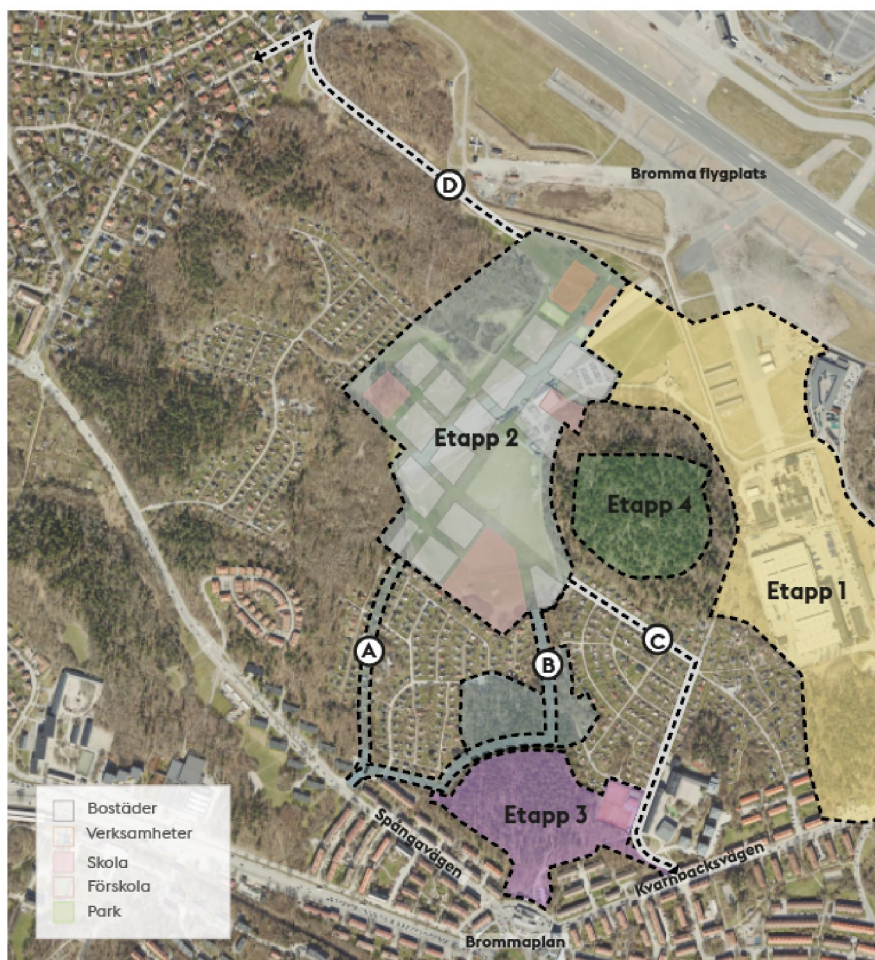 D
Bromma flygplats
Etapp 2
Etapp 4
Etapp 1
A
B
C
Etapp 3
Spångavägen
Kvarnbacksvägen
Brommaplan
Bostäder
Verksamheter
Skola
Förskola
Park